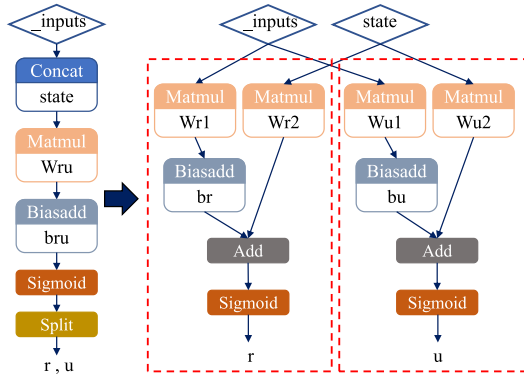 _inputs
Concat
state
Matmul
Wru
Biasadd
bru
Sigmoid
Split
r , u
_inputs
state
Matmul
Wr1
Matmul
Wr2
Biasadd
br
Add
Sigmoid
r
Matmul
Wu1
Matmul
Wu2
Biasadd
bu
Add
Sigmoid
u